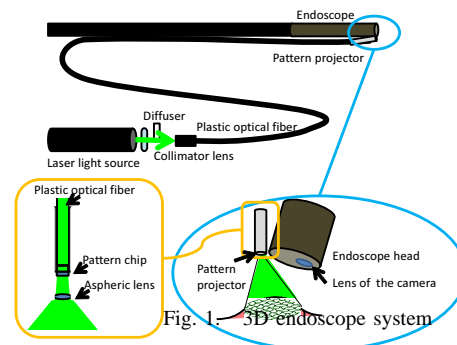 Endoscope
Pattern projector
Diffuser
Plastic optical fiber
Collimator lens
Laser light source
Plastic optical fiber
Pattern chip
Aspheric lens
Endoscope head
Pattern
projector
Lens of the camera
Fig. 1. 3D endoscope system